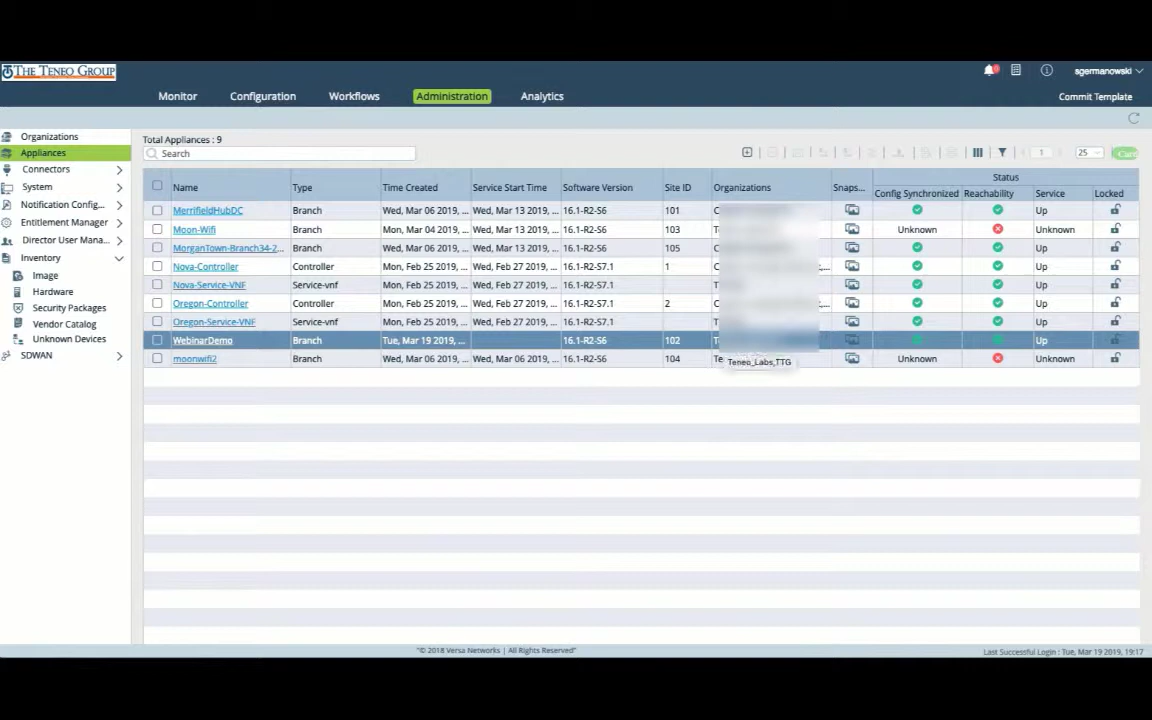 THE TENEO GROUP
sgermanowski
Monitor Configuration Workflows Administration Analytics
Commit Template
Organizations
Appliances
Connectors
System
Notification Config...
Entitlement Manager
Director User Mana...
Inventory
Image
Hardware
Security Packages
Vendor Catalog
Unknown Devices
SDWAN
Total Appliances : 9
Search
1 25
Name Type Time Created Service Start Time Software Version Site ID Organizations Snaps... Status
Config Synchronized Reachability Service Locked
MerrifieldHubDC Branch Wed, Mar 06 2019, ... Wed, Mar 13 2019, ... 16.1-R2-S6 101 Up
Moon-Wifi Branch Mon, Mar 04 2019, ... Wed, Mar 13 2019, ... 16.1-R2-S6 103 Unknown Unknown
MorganTown-Branch34-2... Branch Wed, Mar 06 2019, ... Wed, Mar 13 2019, ... 16.1-R2-S6 105 Up
Nova-Controller Controller Mon, Feb 25 2019, ... Wed, Feb 27 2019, ... 16.1-R2-S7.1 1 Up
Nova-Service-VNF Service-vnf Mon, Feb 25 2019, ... Wed, Feb 27 2019, ... 16.1-R2-S7.1 Up
Oregon-Controller Controller Mon, Feb 25 2019, ... Wed, Feb 27 2019, ... 16.1-R2-S7.1 2 Up
Oregon-Service-VNF Service-vnf Mon, Feb 25 2019, ... Wed, Feb 27 2019, ... 16.1-R2-S7.1 Up
WebinarDemo Branch Tue, Mar 19 2019, ... 16.1-R2-S6 102 Up
moonwifi2 Branch Wed, Mar 06 2019, ... Wed, Mar 13 2019, ... 16.1-R2-S6 104 Unknown Unknown
Teneo_Labs,TTG
"© 2018 Versa Networks | All Rights Reserved"
Last Successful Login : Tue, Mar 19 2019, 19:17